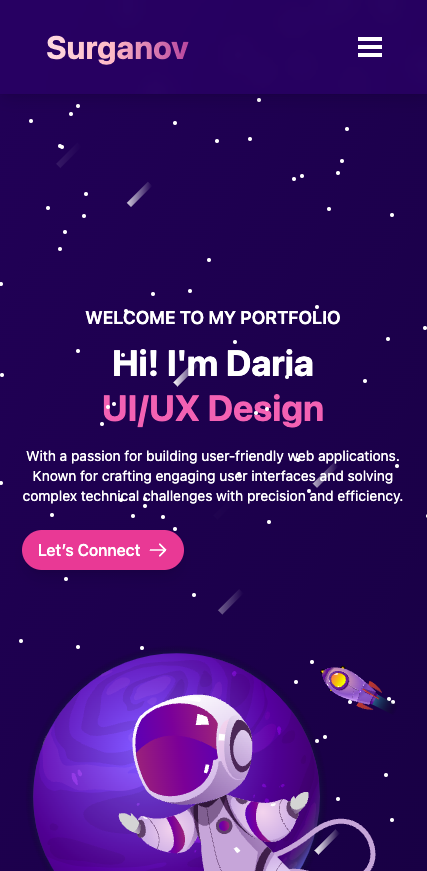 Surganov
WELCOME TO MY PORTFOLIO
Hi! I'm Daria
UI/UX Design
With a passion for building user-friendly web applications.
Known for crafting engaging user interfaces and solving
complex technical challenges with precision and efficiency.
Let's Connect →